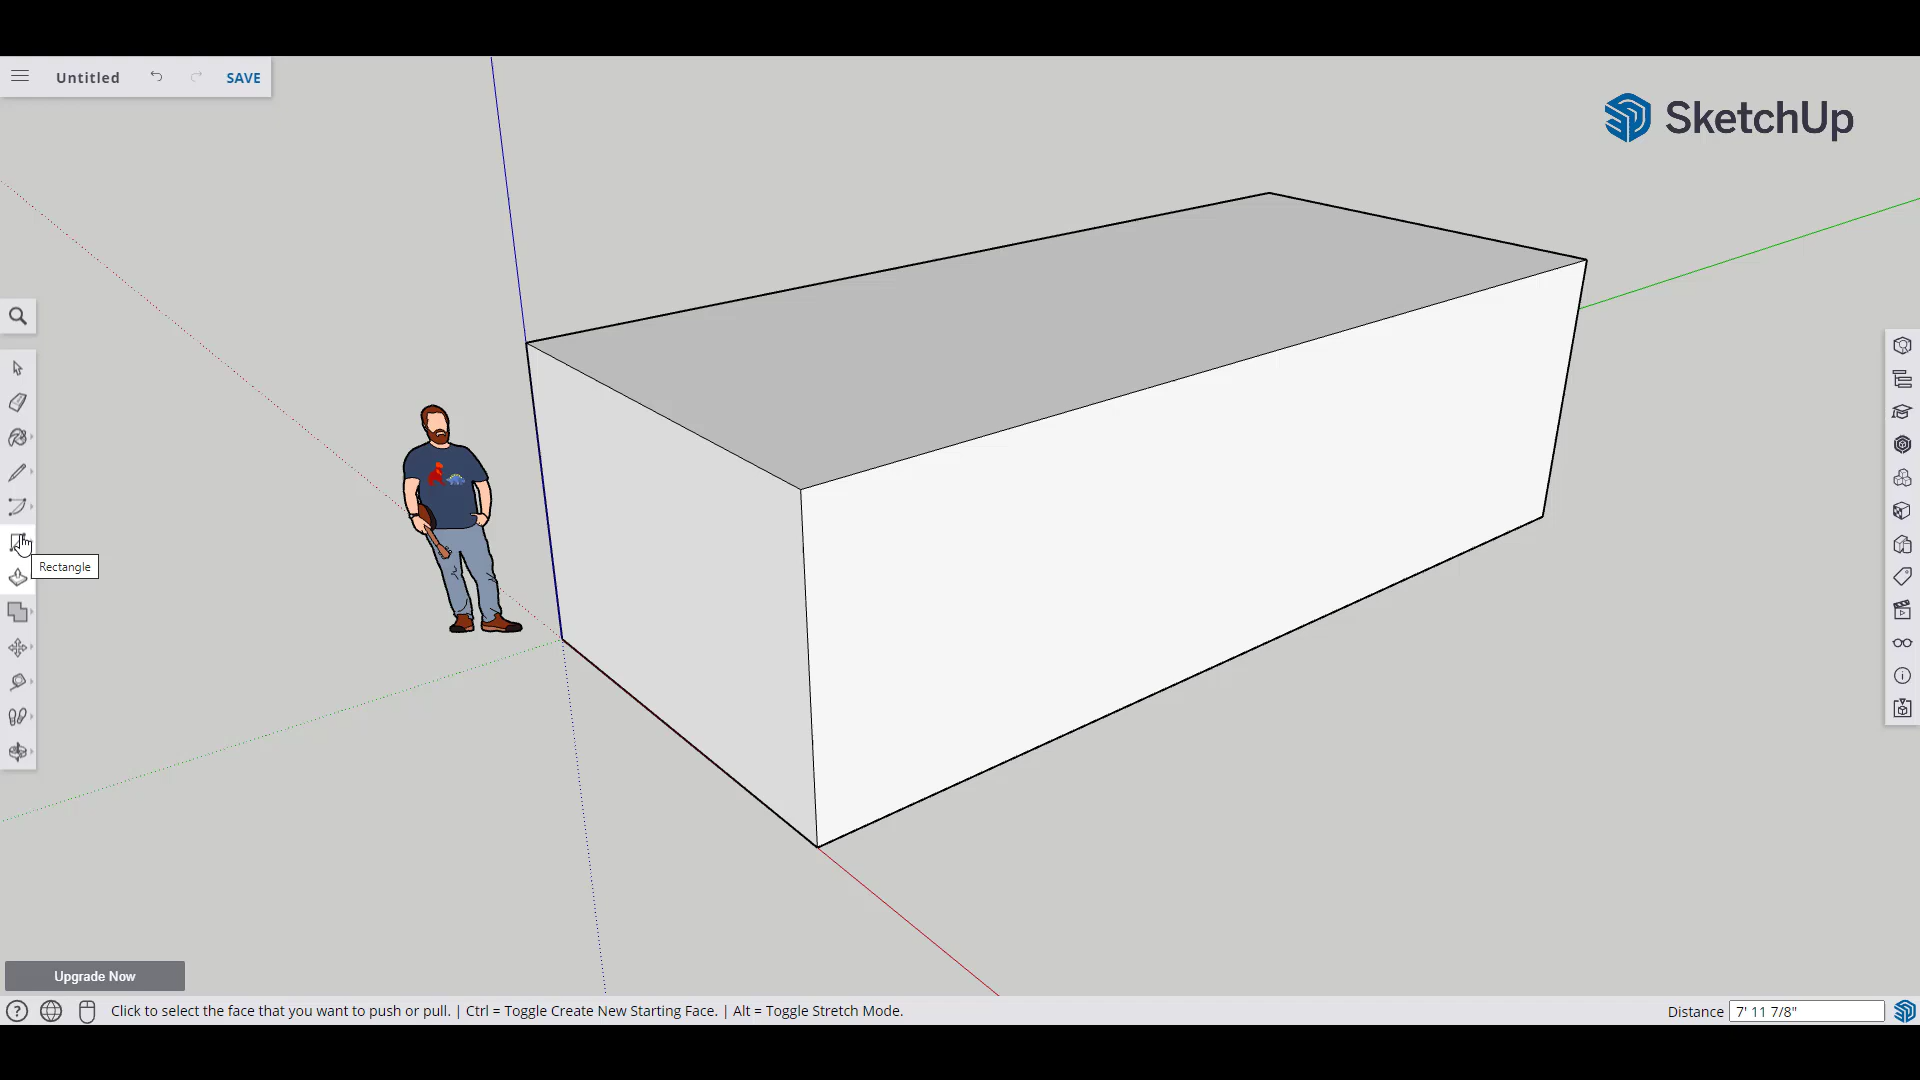 Untitled
SAVE
SketchUp
Rectangle
Upgrade Now
Click to select the face that you want to push or pull. | Ctrl = Toggle Create New Starting Face. | Alt = Toggle Stretch Mode.
Distance 7' 11 7/8"